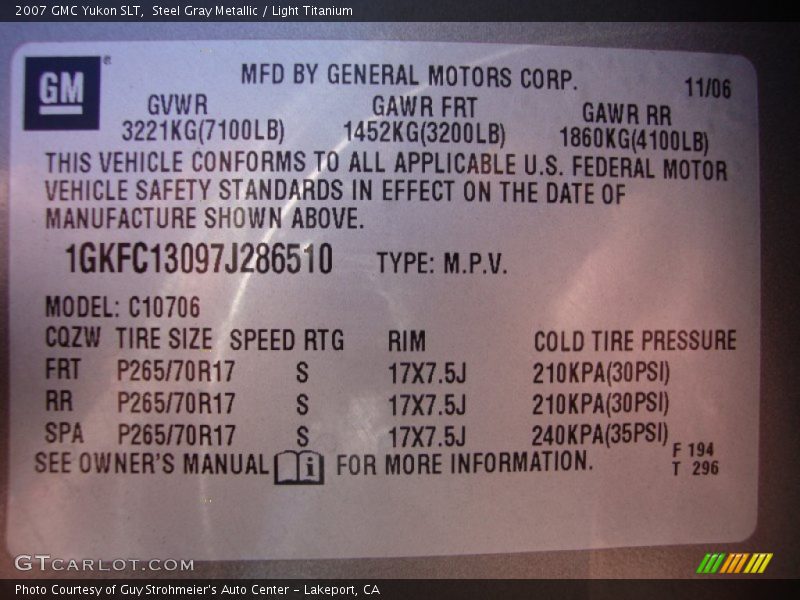 2007 GMC Yukon SLT,  Steel Gray Metallic / Light Titanium
GM®
MFD BY GENERAL MOTORS CORP. 11/06
GVWR GAWR FRT GAWR RR
3221KG(7100LB) 1452KG(3200LB) 1860KG(4100LB)
THIS VEHICLE CONFORMS TO ALL APPLICABLE U.S. FEDERAL MOTOR
VEHICLE SAFETY STANDARDS IN EFFECT ON THE DATE OF
MANUFACTURE SHOWN ABOVE.
1GKFC13097J286510 TYPE: M.P.V.
MODEL: C10706
CQZW TIRE SIZE SPEED RTG RIM COLD TIRE PRESSURE
FRT P265/70R17 S 17X7.5J 210KPA(30PSI)
RR P265/70R17 S 17X7.5J 210KPA(30PSI)
SPA P265/70R17 S 17X7.5J 240KPA(35PSI)
SEE OWNER'S MANUAL i FOR MORE INFORMATION.
F 194
T 296
GTCARLOT.COM
Photo Courtesy of Guy Strohmeier's Auto Center - Lakeport, CA